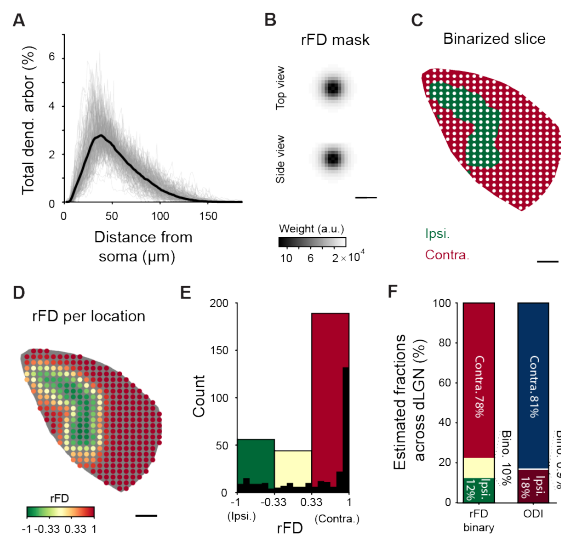 A
Total dend. arbor (%)
6
4
2
0
0
50
100
150
Distance from
soma (µm)
B
rFD mask
Top view
Side view
Weight (a.u.)
10
6
2×10⁴
C
Binarized slice
Ipsi.
Contra.
D
rFD per location
rFD
-1
-0.33
0.33
1
E
Count
200
150
100
50
0
-1
-0.33
0.33
1
(Ipsi.)
(Contra.)
rFD
F
Estimated fractions
across dLGN (%)
100
80
60
40
20
0
Contra. 78%
Bino. 10%
Ipsi.
12%
Contra. 81%
Ipsi.
18%
rFD
binary
ODI